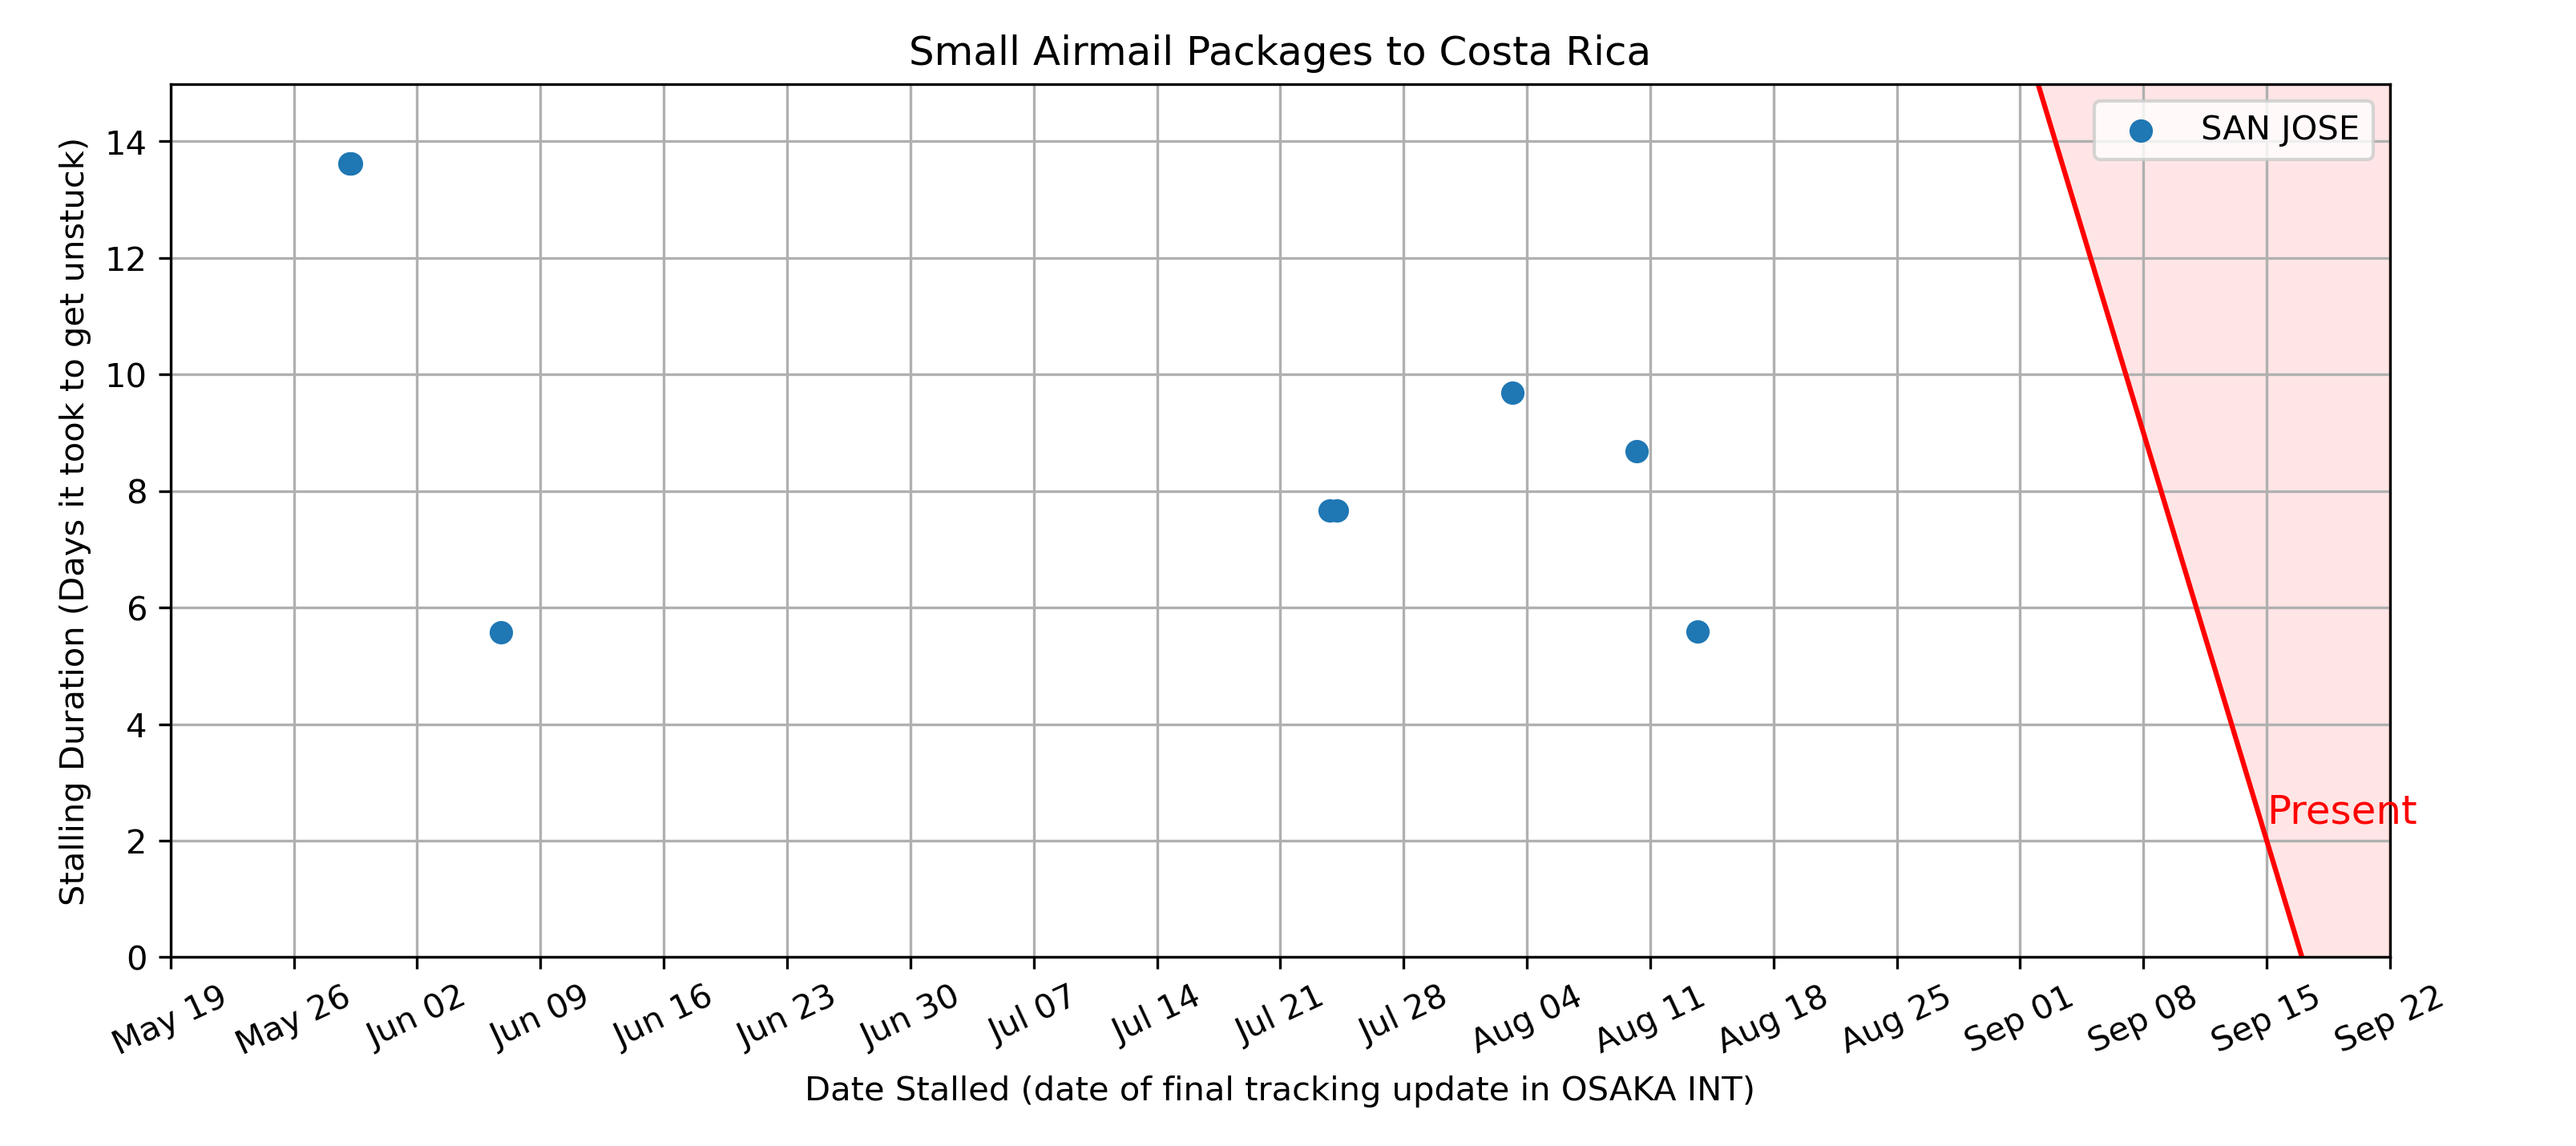 Small Airmail Packages to Costa Rica
Stalling Duration (Days it took to get unstuck)
14
12
10
8
6
4
2
0
SAN JOSE
Present
May 19
May 26
Jun 02
Jun 09
Jun 16
Jun 23
Jun 30
Jul 07
Jul 14
Jul 21
Jul 28
Aug 04
Aug 11
Aug 18
Aug 25
Sep 01
Sep 08
Sep 15
Sep 22
Date Stalled (date of final tracking update in OSAKA INT)